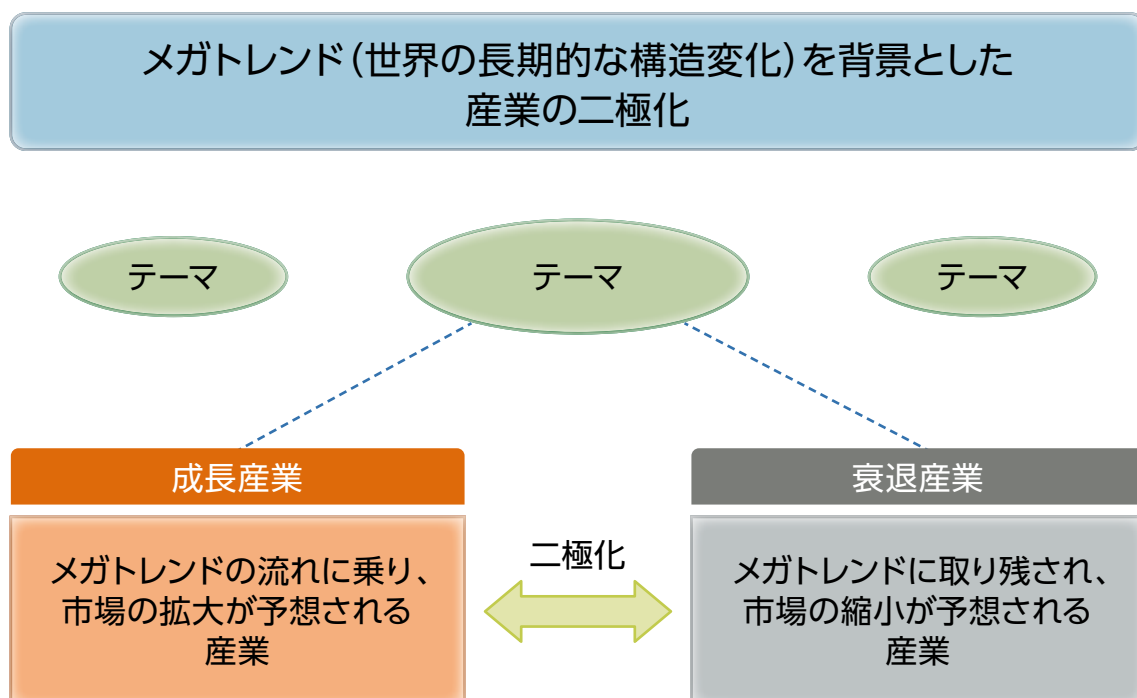 メガトレンド(世界の長期的な構造変化)を背景とした
産業の二極化
テーマ
テーマ
テーマ
成長産業
メガトレンドの流れに乗り、
市場の拡大が予想される
産業
二極化
衰退産業
メガトレンドに取り残され、
市場の縮小が予想される
産業